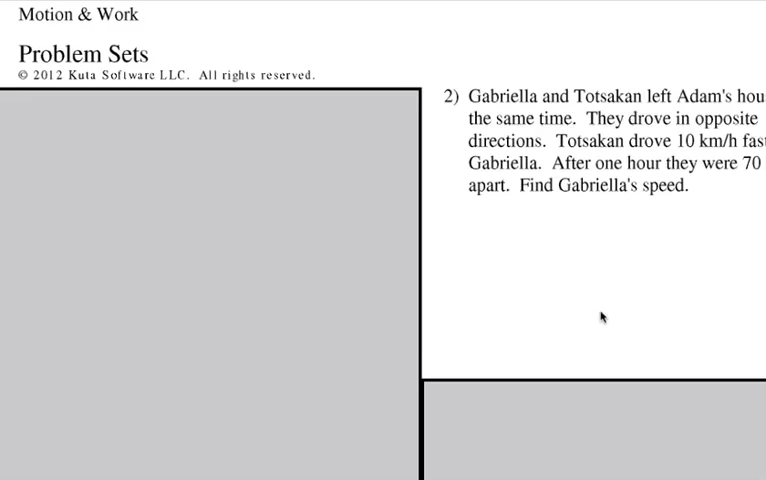 Motion & Work
Problem Sets
© 2012 Kuta Software LLC. All rights reserved.
2) Gabriella and Totsakan left Adam's hou
the same time. They drove in opposite
directions. Totsakan drove 10 km/h fast
Gabriella. After one hour they were 70
apart. Find Gabriella's speed.